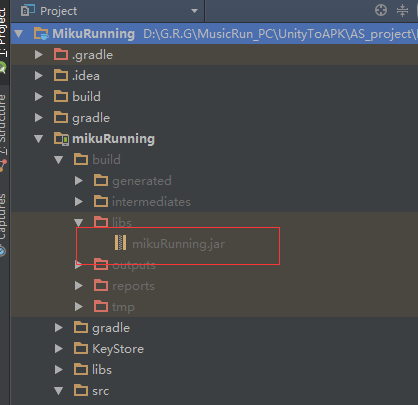 Project
MikuRunning D:\G.R.G\MusicRun_PC\UnityToAPK\AS_project\
.gradle
.idea
build
gradle
mikuRunning
build
generated
intermediates
libs
mikuRunning.jar
outputs
reports
tmp
gradle
KeyStore
libs
src
1: Project
7: Structure
Captures